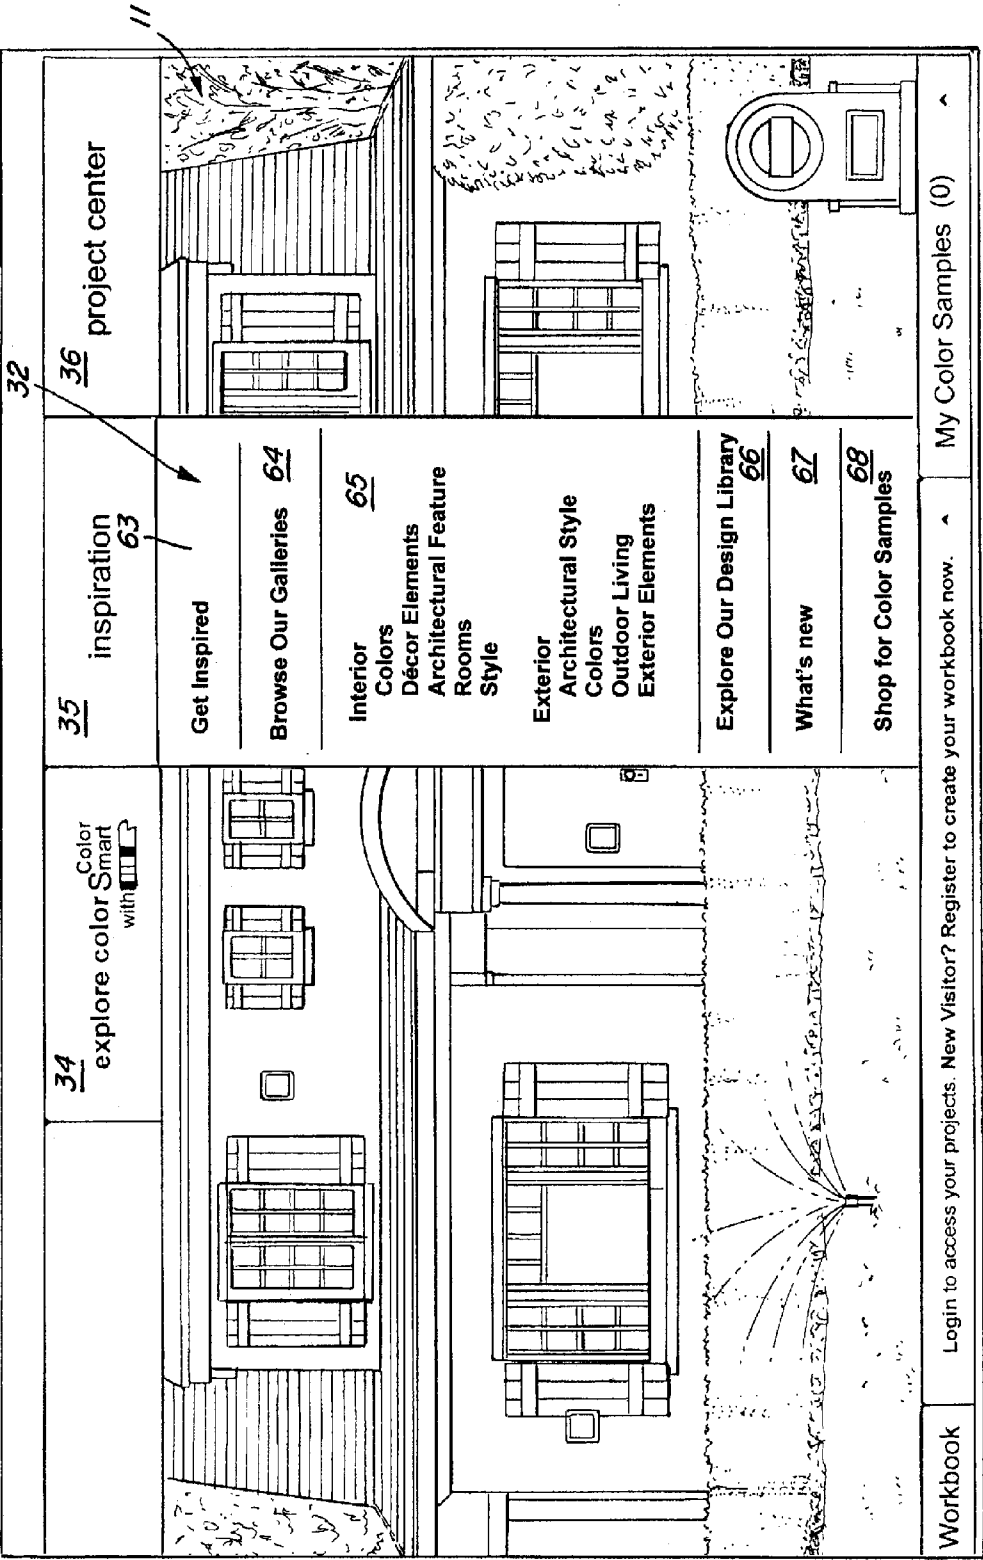 11
32
34
explore color Color Smart
with
35
inspiration
36
project center
63
Get Inspired
Browse Our Galleries 64
65
Interior
Colors
Décor Elements
Architectural Feature
Rooms
Style
Exterior
Architectural Style
Colors
Outdoor Living
Exterior Elements
Explore Our Design Library
66
What's new 67
68
Shop for Color Samples
Workbook
Login to access your projects. New Visitor? Register to create your workbook now.
My Color Samples (0)